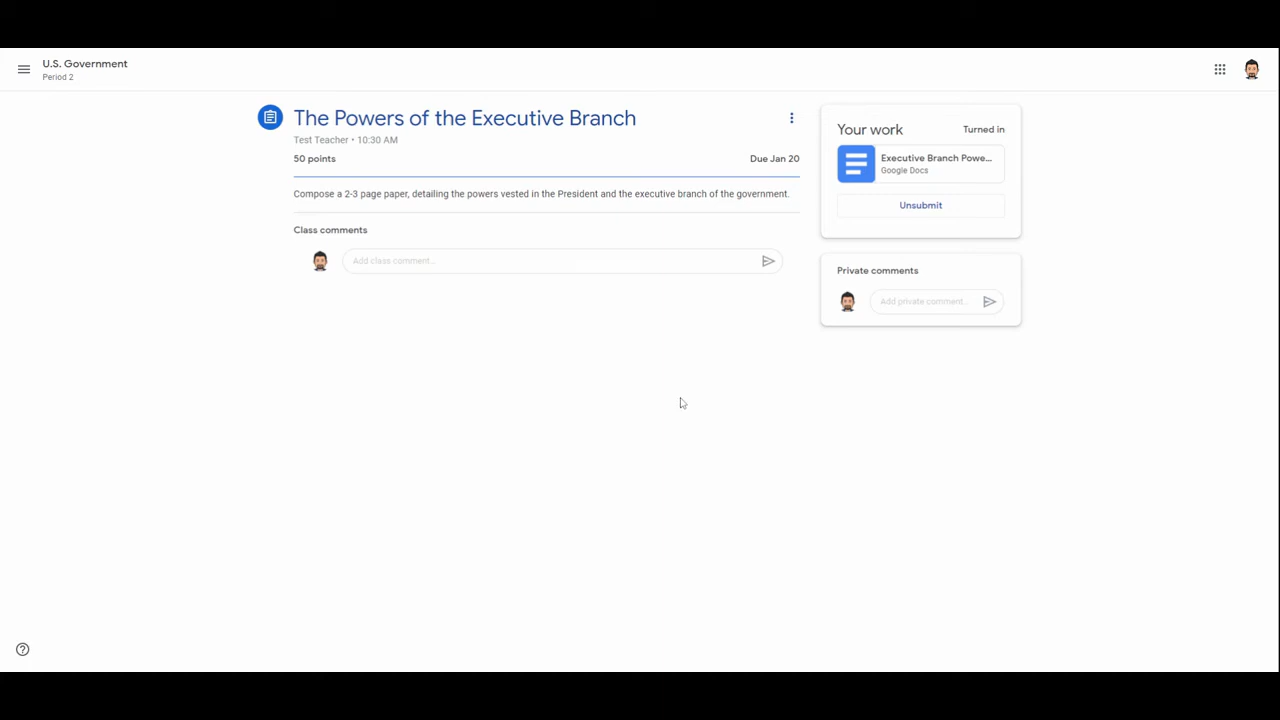 U.S. Government
Period 2
The Powers of the Executive Branch
Test Teacher • 10:30 AM
50 points
Due Jan 20
Compose a 2-3 page paper, detailing the powers vested in the President and the executive branch of the government.
Class comments
Add class comment...
Your work
Turned in
Executive Branch Powe...
Google Docs
Unsubmit
Private comments
Add private comment...